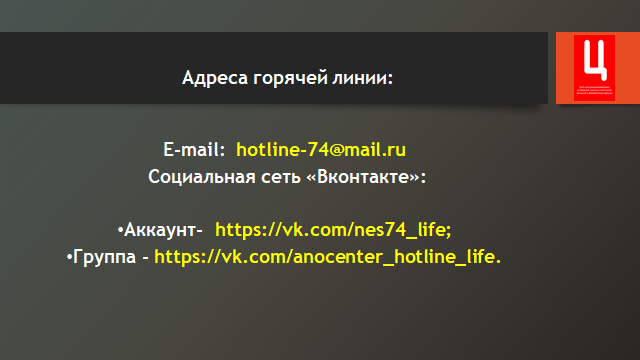 Адреса горячей линии:
Ц
E-mail: hotline-74@mail.ru
Социальная сеть «Вконтакте»:
•Аккаунт- https://vk.com/nes74_life;
•Группа - https://vk.com/anocenter_hotline_life.